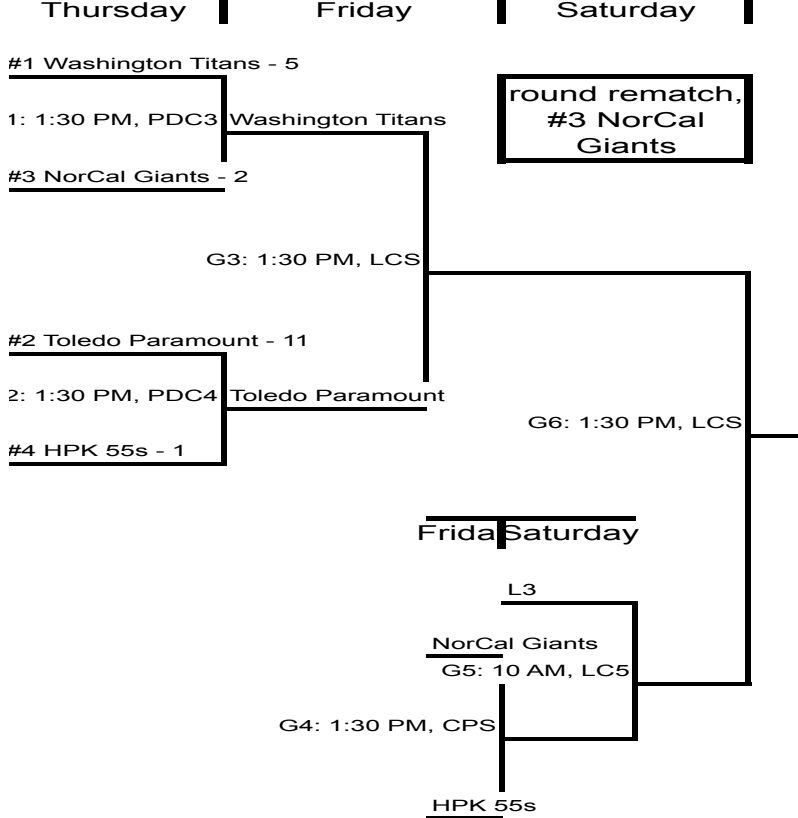 Thursday Friday Saturday
#1 Washington Titans - 5
round rematch,
#3 NorCal
Giants
1: 1:30 PM, PDC3
Washington Titans
#3 NorCal Giants - 2
G3: 1:30 PM, LCS
#2 Toledo Paramount - 11
2: 1:30 PM, PDC4
Toledo Paramount
G6: 1:30 PM, LCS
#4 HPK 55s - 1
Frida Saturday
L3
NorCal Giants
G5: 10 AM, LC5
G4: 1:30 PM, CPS
HPK 55s